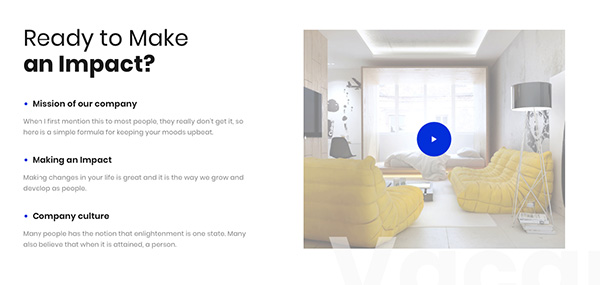 Ready to Make
an Impact?
Mission of our company
When I first mention this to most people, they really don't get it, so
here is a simple formula for keeping your moods upbeat.
Making an Impact
Making changes in your life is great and it is the way we grow and
develop as people.
Company culture
Many people has the notion that enlightenment is one state. Many
also believe that when it is attained, a person.